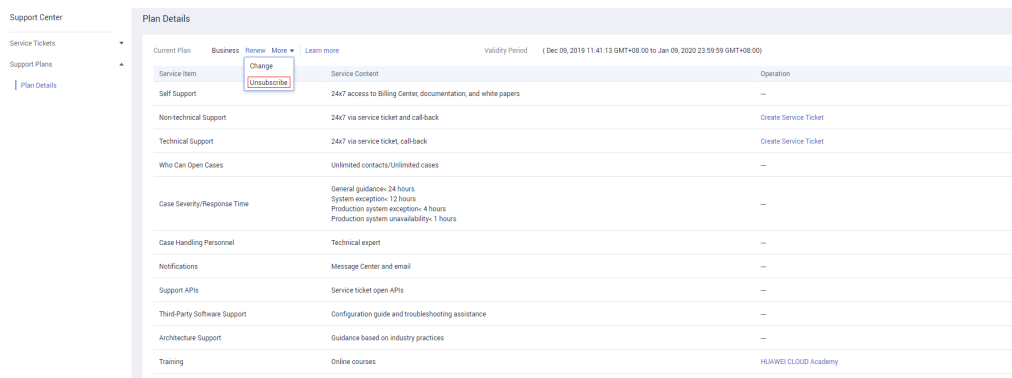 Support Center
Service Tickets
Support Plans
Plan Details
Plan Details
Current Plan Business Renew More Learn more Validity Period ( Dec 09, 2019 11:41:13 GMT+08:00 to Jan 09, 2020 23:59:59 GMT+08:00)
Change
Unsubscribe
Service Item Service Content Operation
Self Support 24x7 access to Billing Center, documentation, and white papers ---
Non-technical Support 24x7 via service ticket and call-back Create Service Ticket
Technical Support 24x7 via service ticket, call-back Create Service Ticket
Who Can Open Cases Unlimited contacts/Unlimited cases ---
General guidance< 24 hours
System exception< 12 hours
Case Severity/Response Time ---
Production system exception< 4 hours
Production system unavailability< 1 hours
Case Handling Personnel Technical expert ---
Notifications Message Center and email ---
Support APIs Service ticket open APIs ---
Third-Party Software Support Configuration guide and troubleshooting assistance ---
Architecture Support Guidance based on industry practices ---
Training Online courses HUAWEI CLOUD Academy